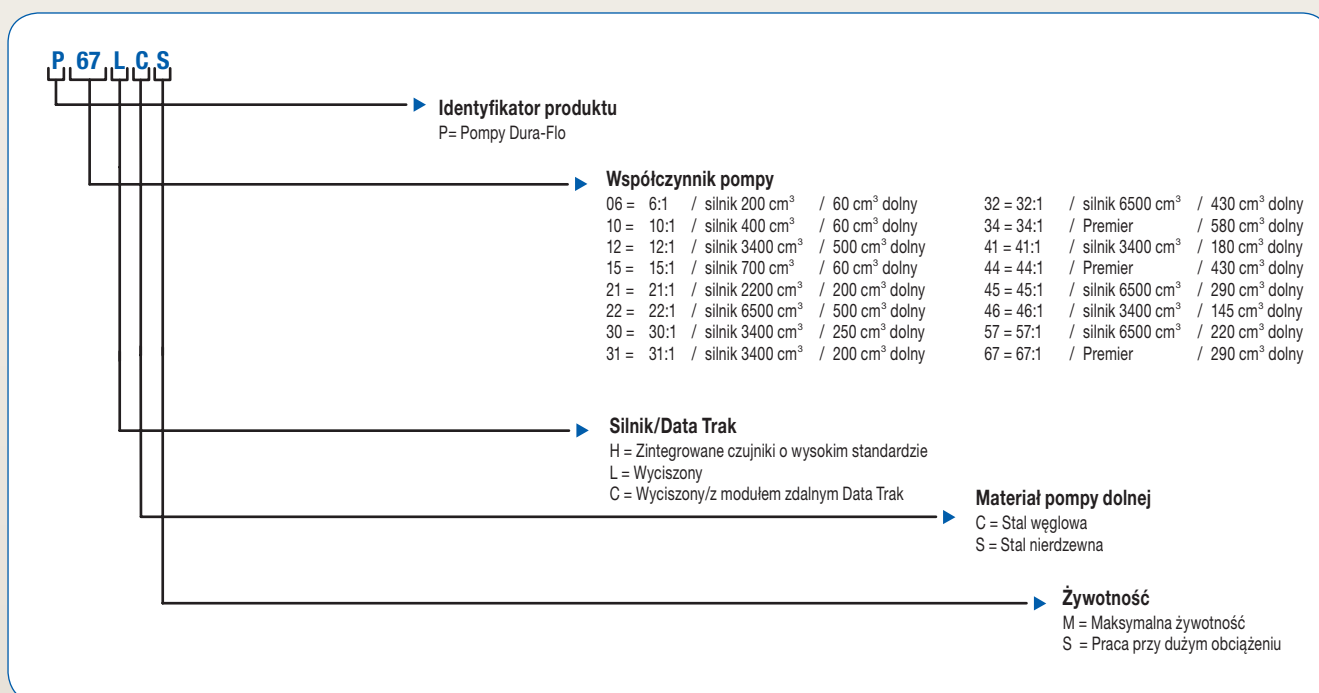 P 67 L C S
Identyfikator produktu
P= Pompy Dura-Flo
Współczynnik pompy
06 = 6:1 / silnik 200 cm³ / 60 cm³ dolny
10 = 10:1 / silnik 400 cm³ / 60 cm³ dolny
12 = 12:1 / silnik 3400 cm³ / 500 cm³ dolny
15 = 15:1 / silnik 700 cm³ / 60 cm³ dolny
21 = 21:1 / silnik 2200 cm³ / 200 cm³ dolny
22 = 22:1 / silnik 6500 cm³ / 500 cm³ dolny
30 = 30:1 / silnik 3400 cm³ / 250 cm³ dolny
31 = 31:1 / silnik 3400 cm³ / 200 cm³ dolny
32 = 32:1 / silnik 6500 cm³ / 430 cm³ dolny
34 = 34:1 / Premier / 580 cm³ dolny
41 = 41:1 / silnik 3400 cm³ / 180 cm³ dolny
44 = 44:1 / Premier / 430 cm³ dolny
45 = 45:1 / silnik 6500 cm³ / 290 cm³ dolny
46 = 46:1 / silnik 3400 cm³ / 145 cm³ dolny
57 = 57:1 / silnik 6500 cm³ / 220 cm³ dolny
67 = 67:1 / Premier / 290 cm³ dolny
Silnik/Data Trak
H = Zintegrowane czujniki o wysokim standardzie
L = Wyciszony
C = Wyciszony/z modułem zdalnym Data Trak
Materiał pompy dolnej
C = Stal węglowa
S = Stal nierdzewna
Żywotność
M = Maksymalna żywotność
S = Praca przy dużym obciążeniu